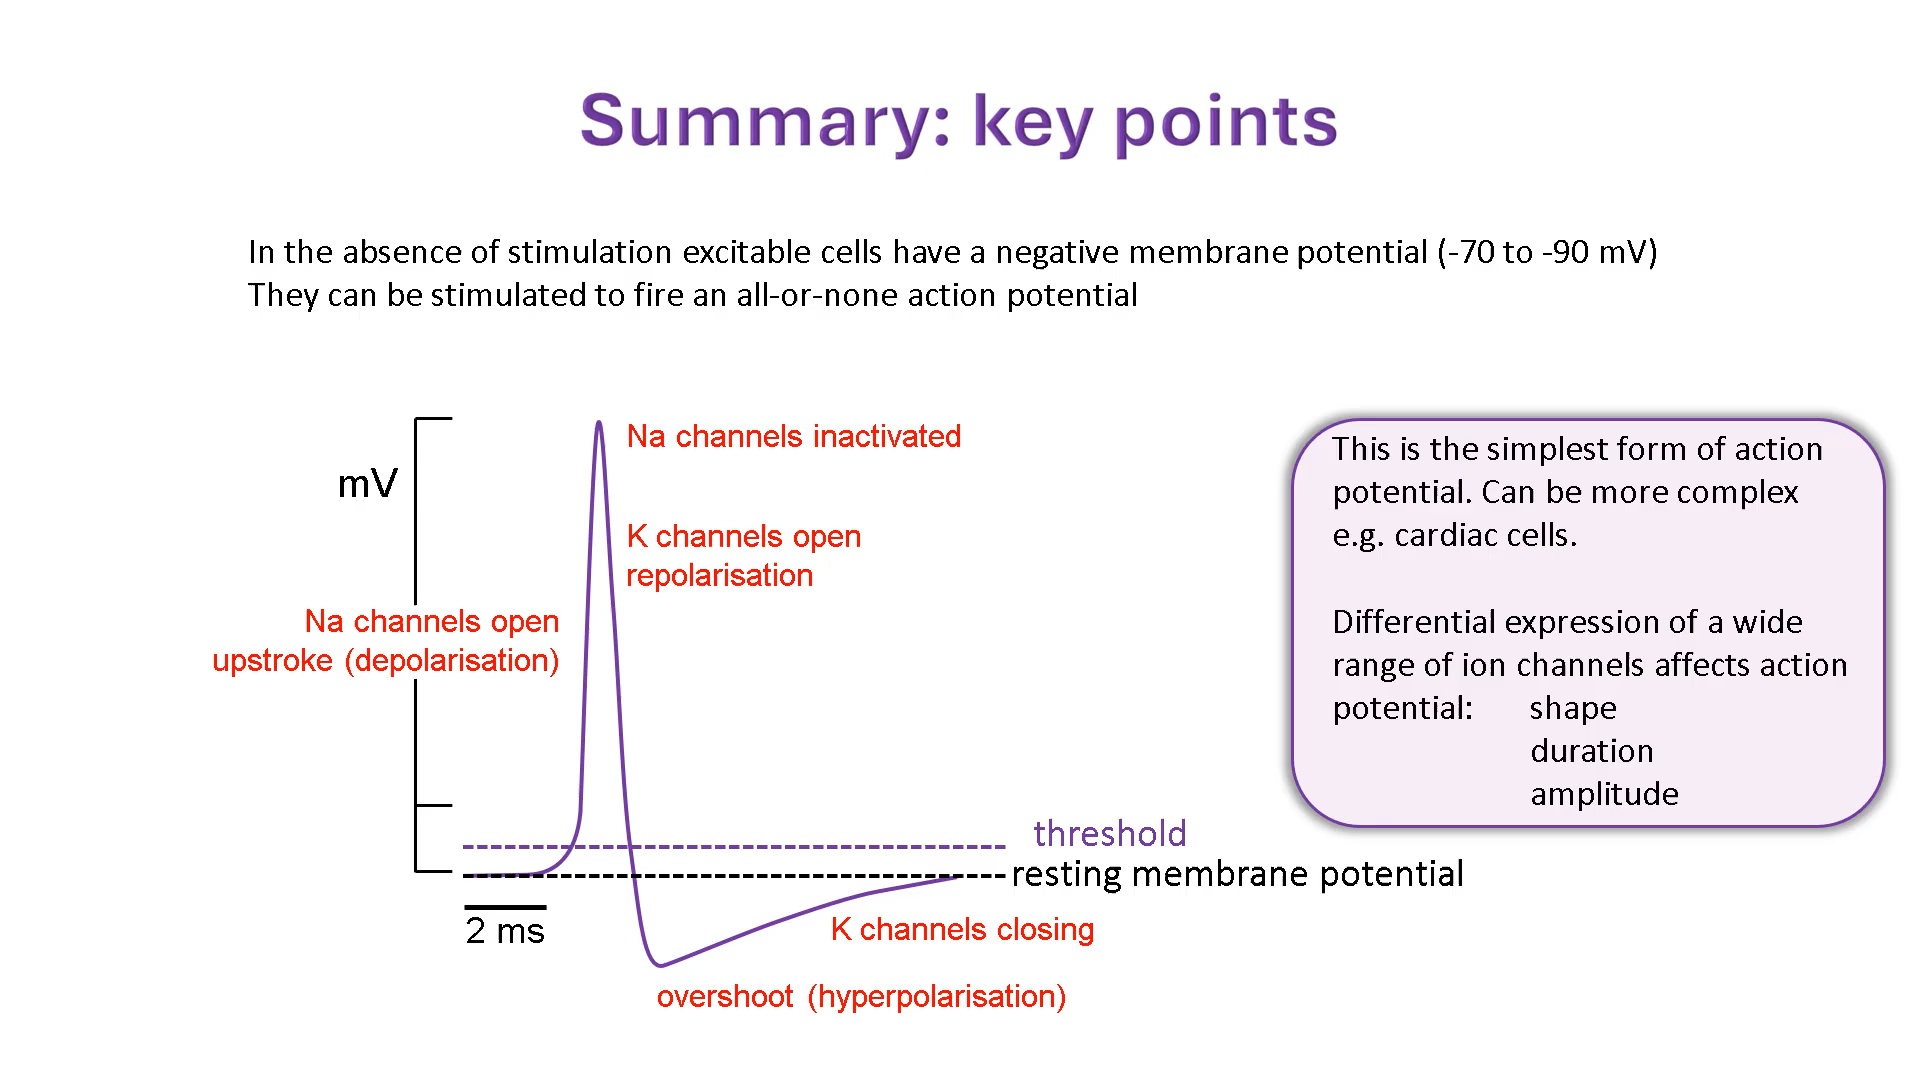 Summary: key points
In the absence of stimulation excitable cells have a negative membrane potential (-70 to -90 mV)
They can be stimulated to fire an all-or-none action potential
mV
Na channels inactivated
K channels open
repolarisation
Na channels open
upstroke (depolarisation)
threshold
resting membrane potential
2 ms
K channels closing
overshoot (hyperpolarisation)
This is the simplest form of action
potential. Can be more complex
e.g. cardiac cells.
Differential expression of a wide
range of ion channels affects action
potential: shape
duration
amplitude